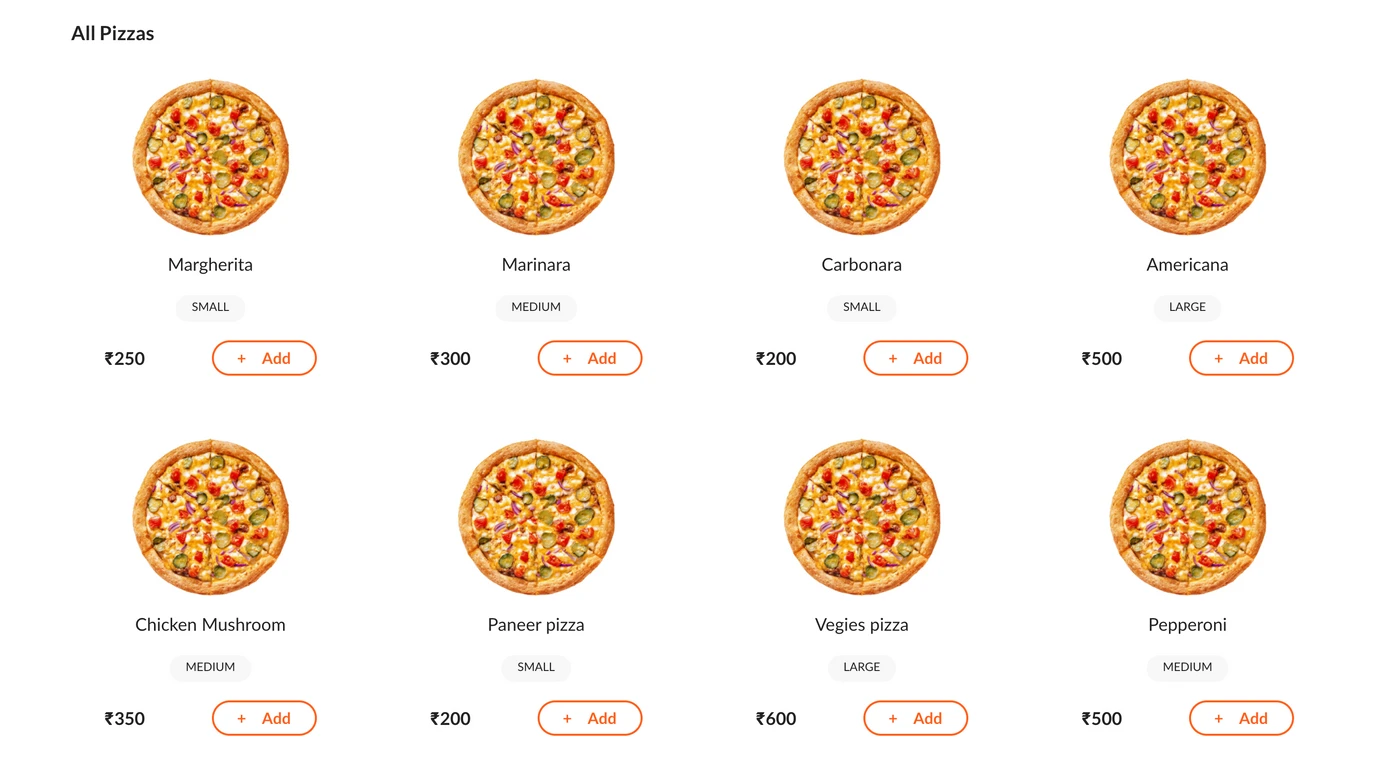 All Pizzas
Margherita Marinara Carbonara Americana
SMALL MEDIUM SMALL LARGE
₹250 + Add ₹300 + Add ₹200 + Add ₹500 + Add
Chicken Mushroom Paneer pizza Vegies pizza Pepperoni
MEDIUM SMALL LARGE MEDIUM
₹350 + Add ₹200 + Add ₹600 + Add ₹500 + Add